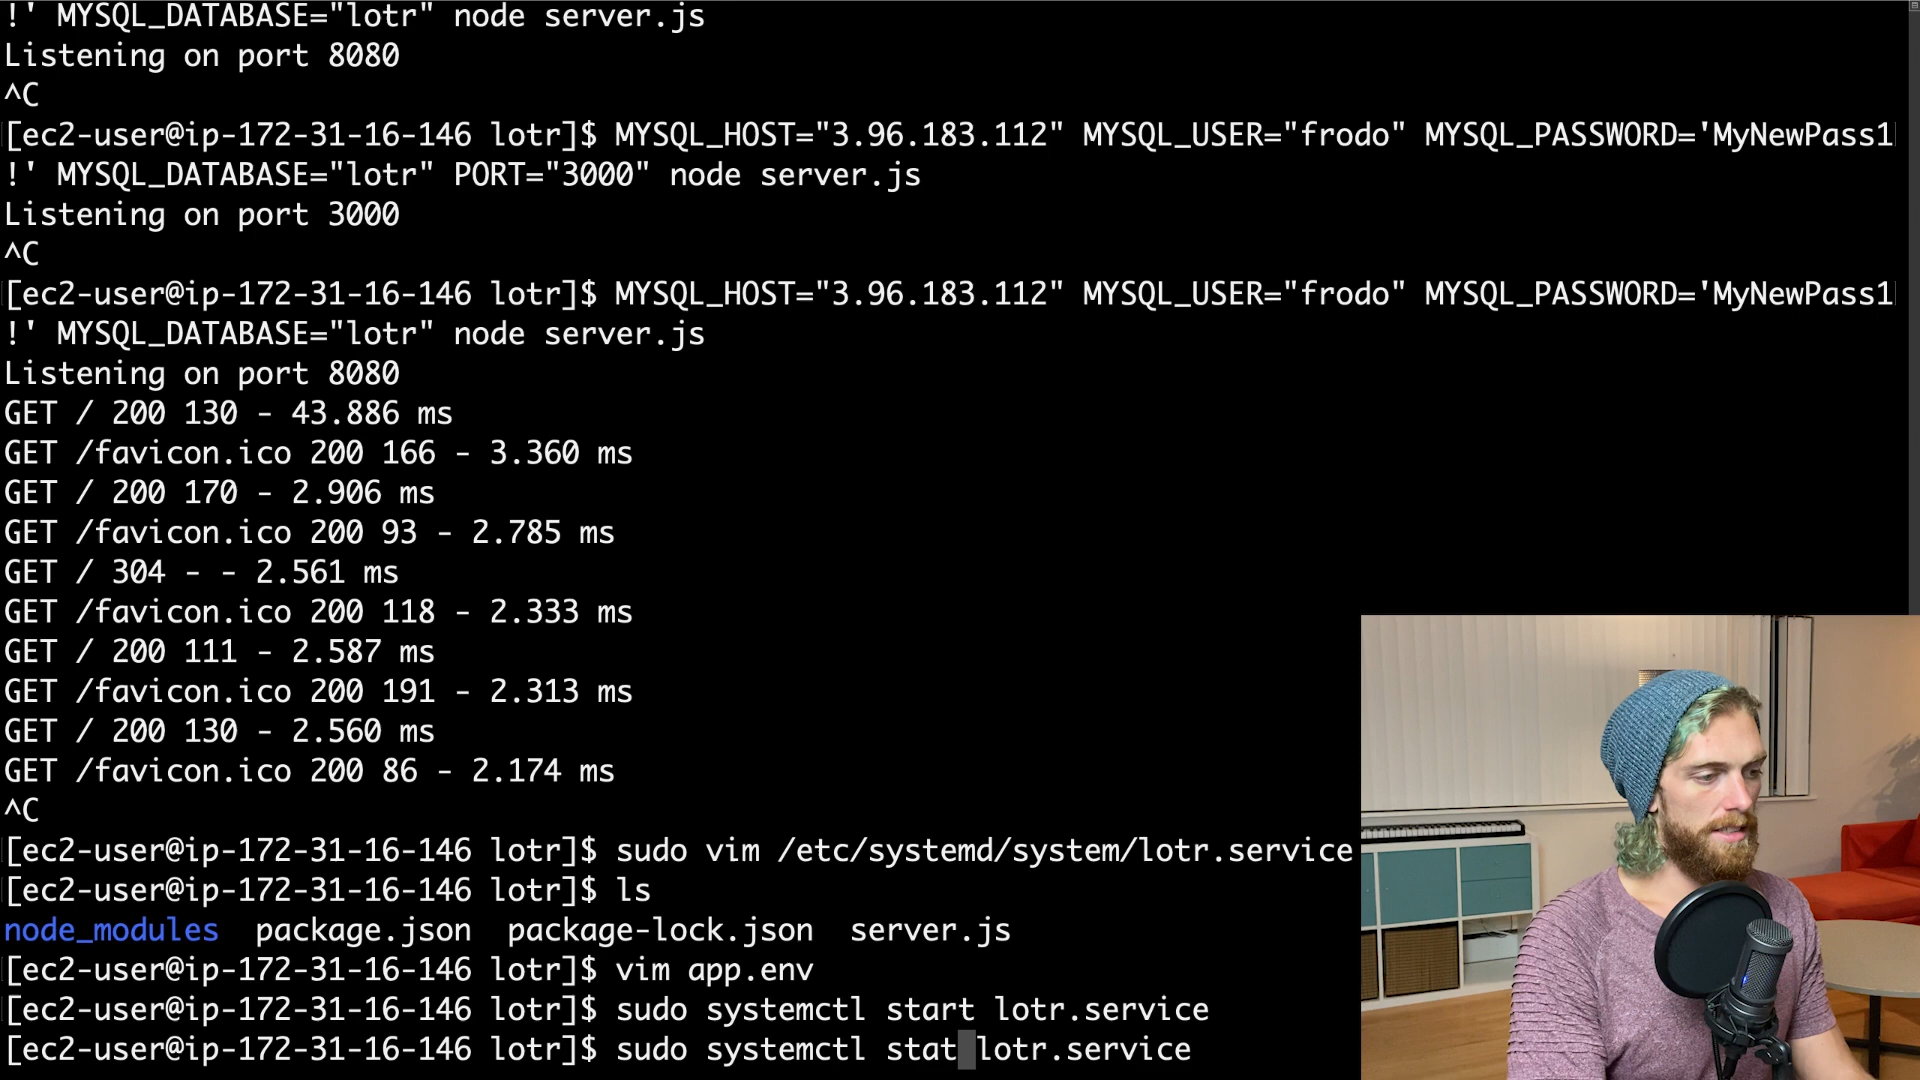 !' MYSQL_DATABASE="lotr" node server.js
Listening on port 8080
^C
[ec2-user@ip-172-31-16-146 lotr]$ MYSQL_HOST="3.96.183.112" MYSQL_USER="frodo" MYSQL_PASSWORD='MyNewPass1
!' MYSQL_DATABASE="lotr" PORT="3000" node server.js
Listening on port 3000
^C
[ec2-user@ip-172-31-16-146 lotr]$ MYSQL_HOST="3.96.183.112" MYSQL_USER="frodo" MYSQL_PASSWORD='MyNewPass1
!' MYSQL_DATABASE="lotr" node server.js
Listening on port 8080
GET / 200 130 - 43.886 ms
GET /favicon.ico 200 166 - 3.360 ms
GET / 200 170 - 2.906 ms
GET /favicon.ico 200 93 - 2.785 ms
GET / 304 - - 2.561 ms
GET /favicon.ico 200 118 - 2.333 ms
GET / 200 111 - 2.587 ms
GET /favicon.ico 200 191 - 2.313 ms
GET / 200 130 - 2.560 ms
GET /favicon.ico 200 86 - 2.174 ms
^C
[ec2-user@ip-172-31-16-146 lotr]$ sudo vim /etc/systemd/system/lotr.service
[ec2-user@ip-172-31-16-146 lotr]$ ls
node_modules  package.json  package-lock.json  server.js
[ec2-user@ip-172-31-16-146 lotr]$ vim app.env
[ec2-user@ip-172-31-16-146 lotr]$ sudo systemctl start lotr.service
[ec2-user@ip-172-31-16-146 lotr]$ sudo systemctl stat lotr.service